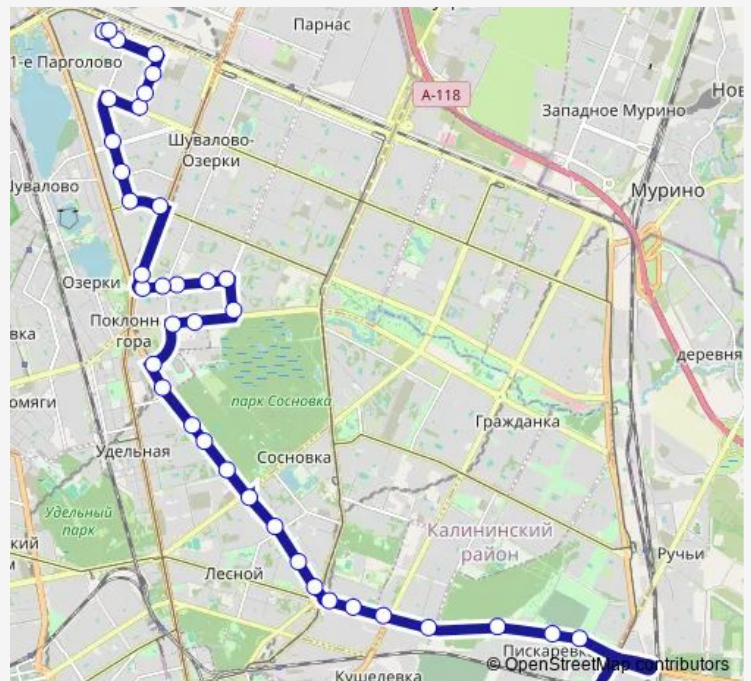 Парнас
1-е Парголово
А-118
Нов
Западное Мурино
Шувалово-
Озерки
Шувалово
Мурино
Озерки
Поклонн
гора
вка
деревня
омяги
парк Сосновка
Гражданка
Удельная
Сосновка
Удельный
парк
Калининский
район
кий
Ручьи
Лесной
Пискаревк
© OpenStreetMap contributors
Кушелевка